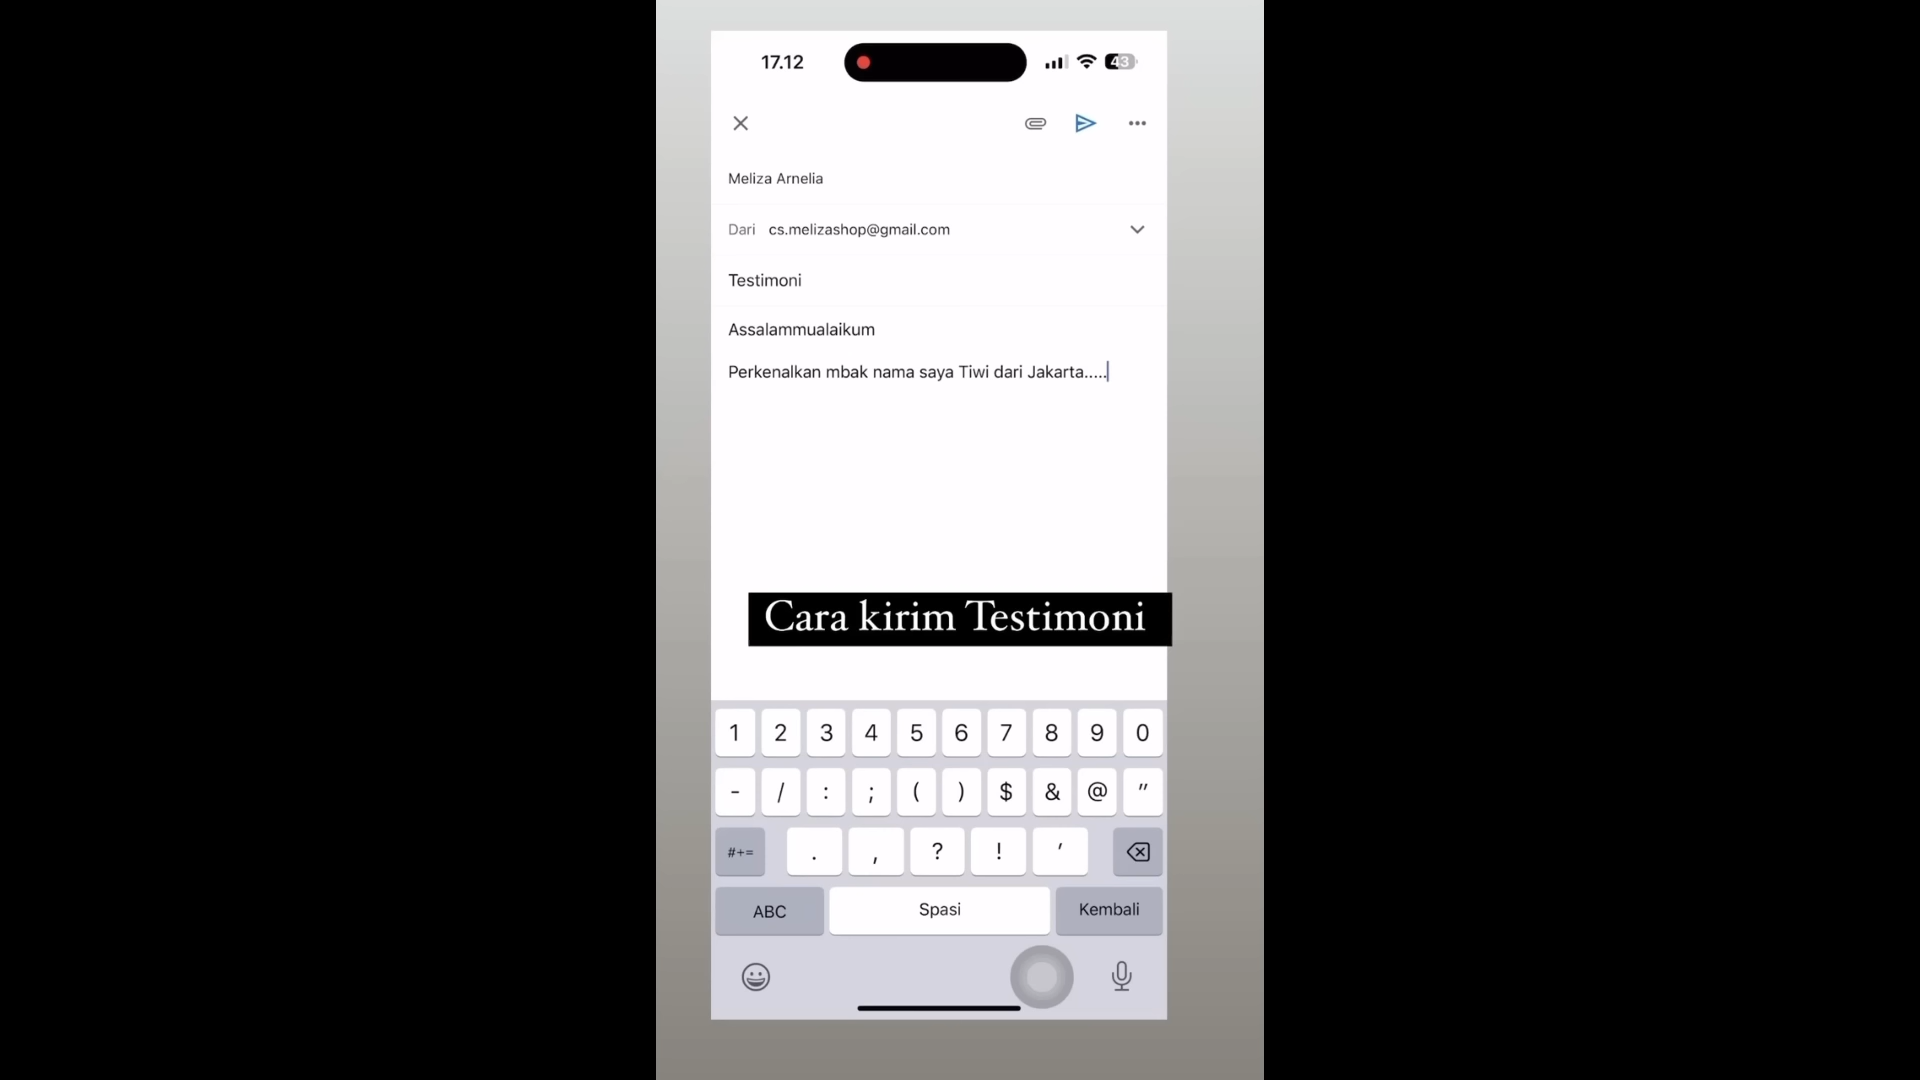 17.12
43
Meliza Arnelia
Dari cs.melizashop@gmail.com
Testimoni
Assalammualaikum
Perkenalkan mbak nama saya Tiwi dari Jakarta.....
Cara kirim Testimoni
1 2 3 4 5 6 7 8 9 0
- / : ; ( ) $ & @ "
#+= . , ? ! '
ABC Spasi Kembali